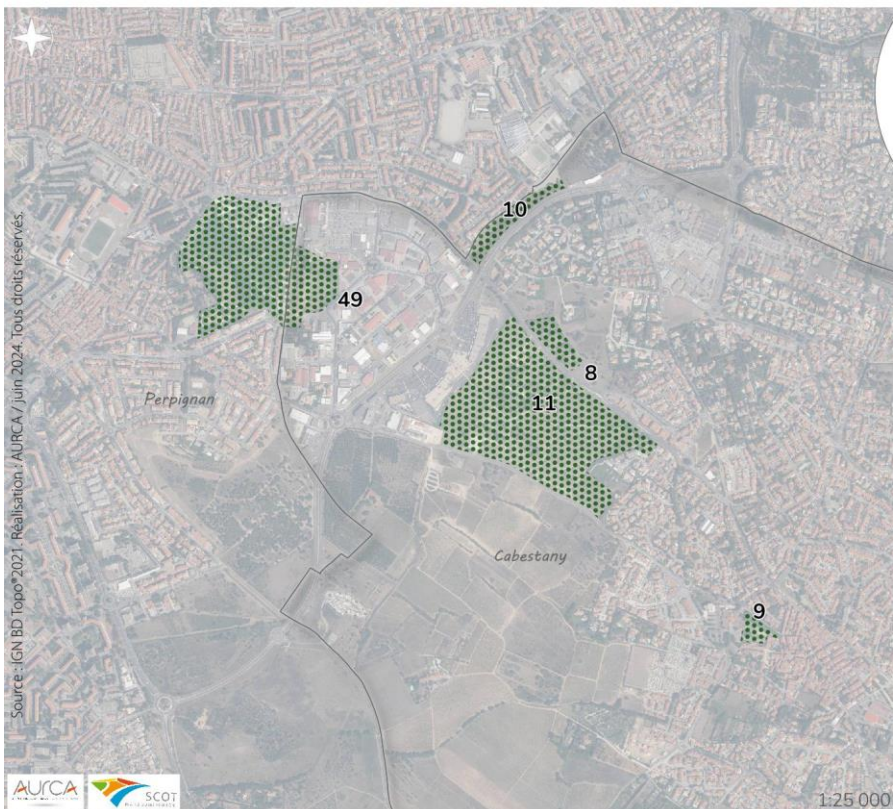 10
49
8
11
Perpignan
Cabestany
9
Source : IGN BD Topo®2021. Réalisation : AURCA / juin 2024. Tous droits réservés.
AURCA
SCOT
1:25 000